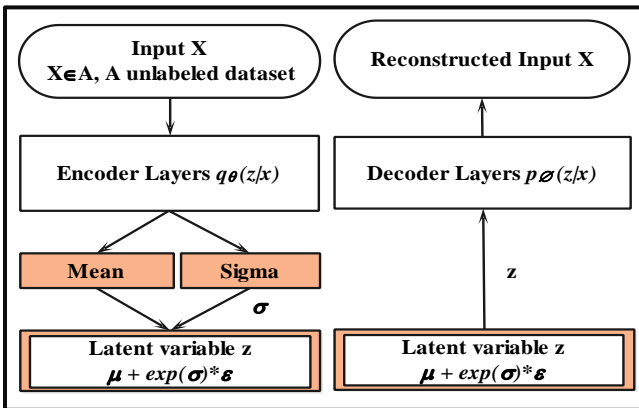 Input X
X∈A, A unlabeled dataset
Encoder Layers qθ(z/x)
Mean
Sigma
σ
Latent variable z
μ + exp(σ)*ε
Reconstructed Input X
Decoder Layers p∅(z/x)
z
Latent variable z
μ + exp(σ)*ε